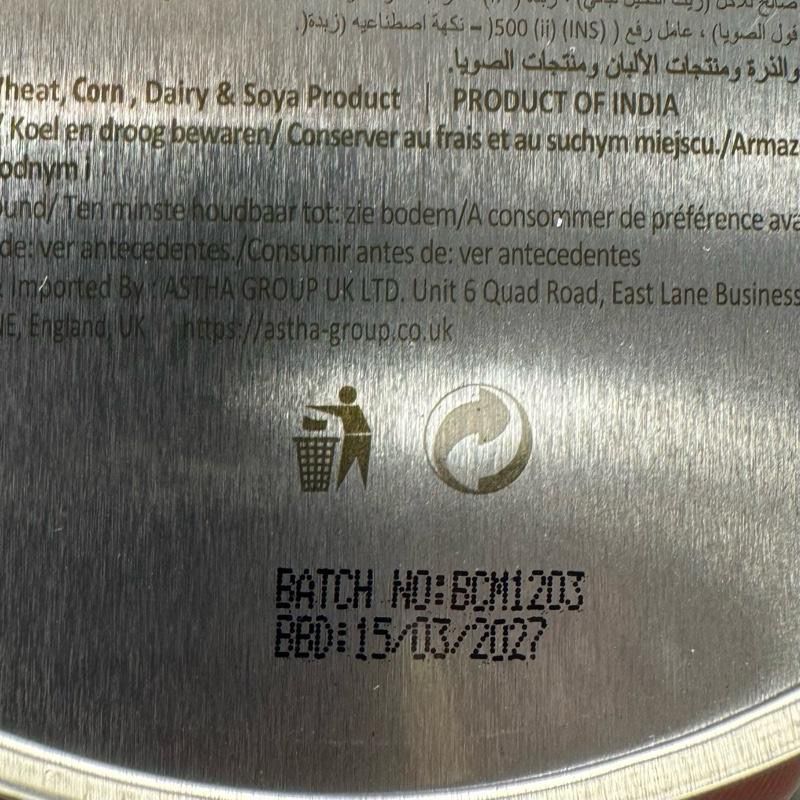 فول الصويا) ، عامل رفع ( (INS) (ii) 500(  – نكهة اصطناعيه (زبدة(.
والذرة ومنتجات الألبان ومنتجات الصويا.
Wheat, Corn , Dairy & Soya Product | PRODUCT OF INDIA
/ Koel en droog bewaren/ Conserver au frais et au suchym miejscu./Armaz
odnym i
ound/ Ten minste houdbaar tot: zie bodem/A consommer de préférence ava
de: ver antecedentes./Consumir antes de: ver antecedentes
& Imported By : ASTHA GROUP UK LTD. Unit 6 Quad Road, East Lane Business
NE, England, UK https://astha-group.co.uk
BATCH NO:BCM1203
BBD:15/03/2027